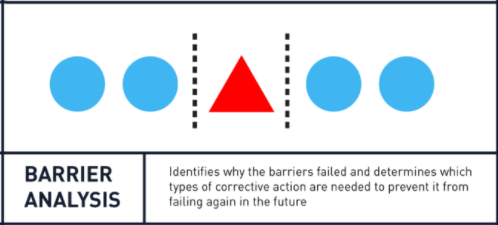 BARRIER
ANALYSIS
Identifies why the barriers failed and determines which
types of corrective action are needed to prevent it from
failing again in the future